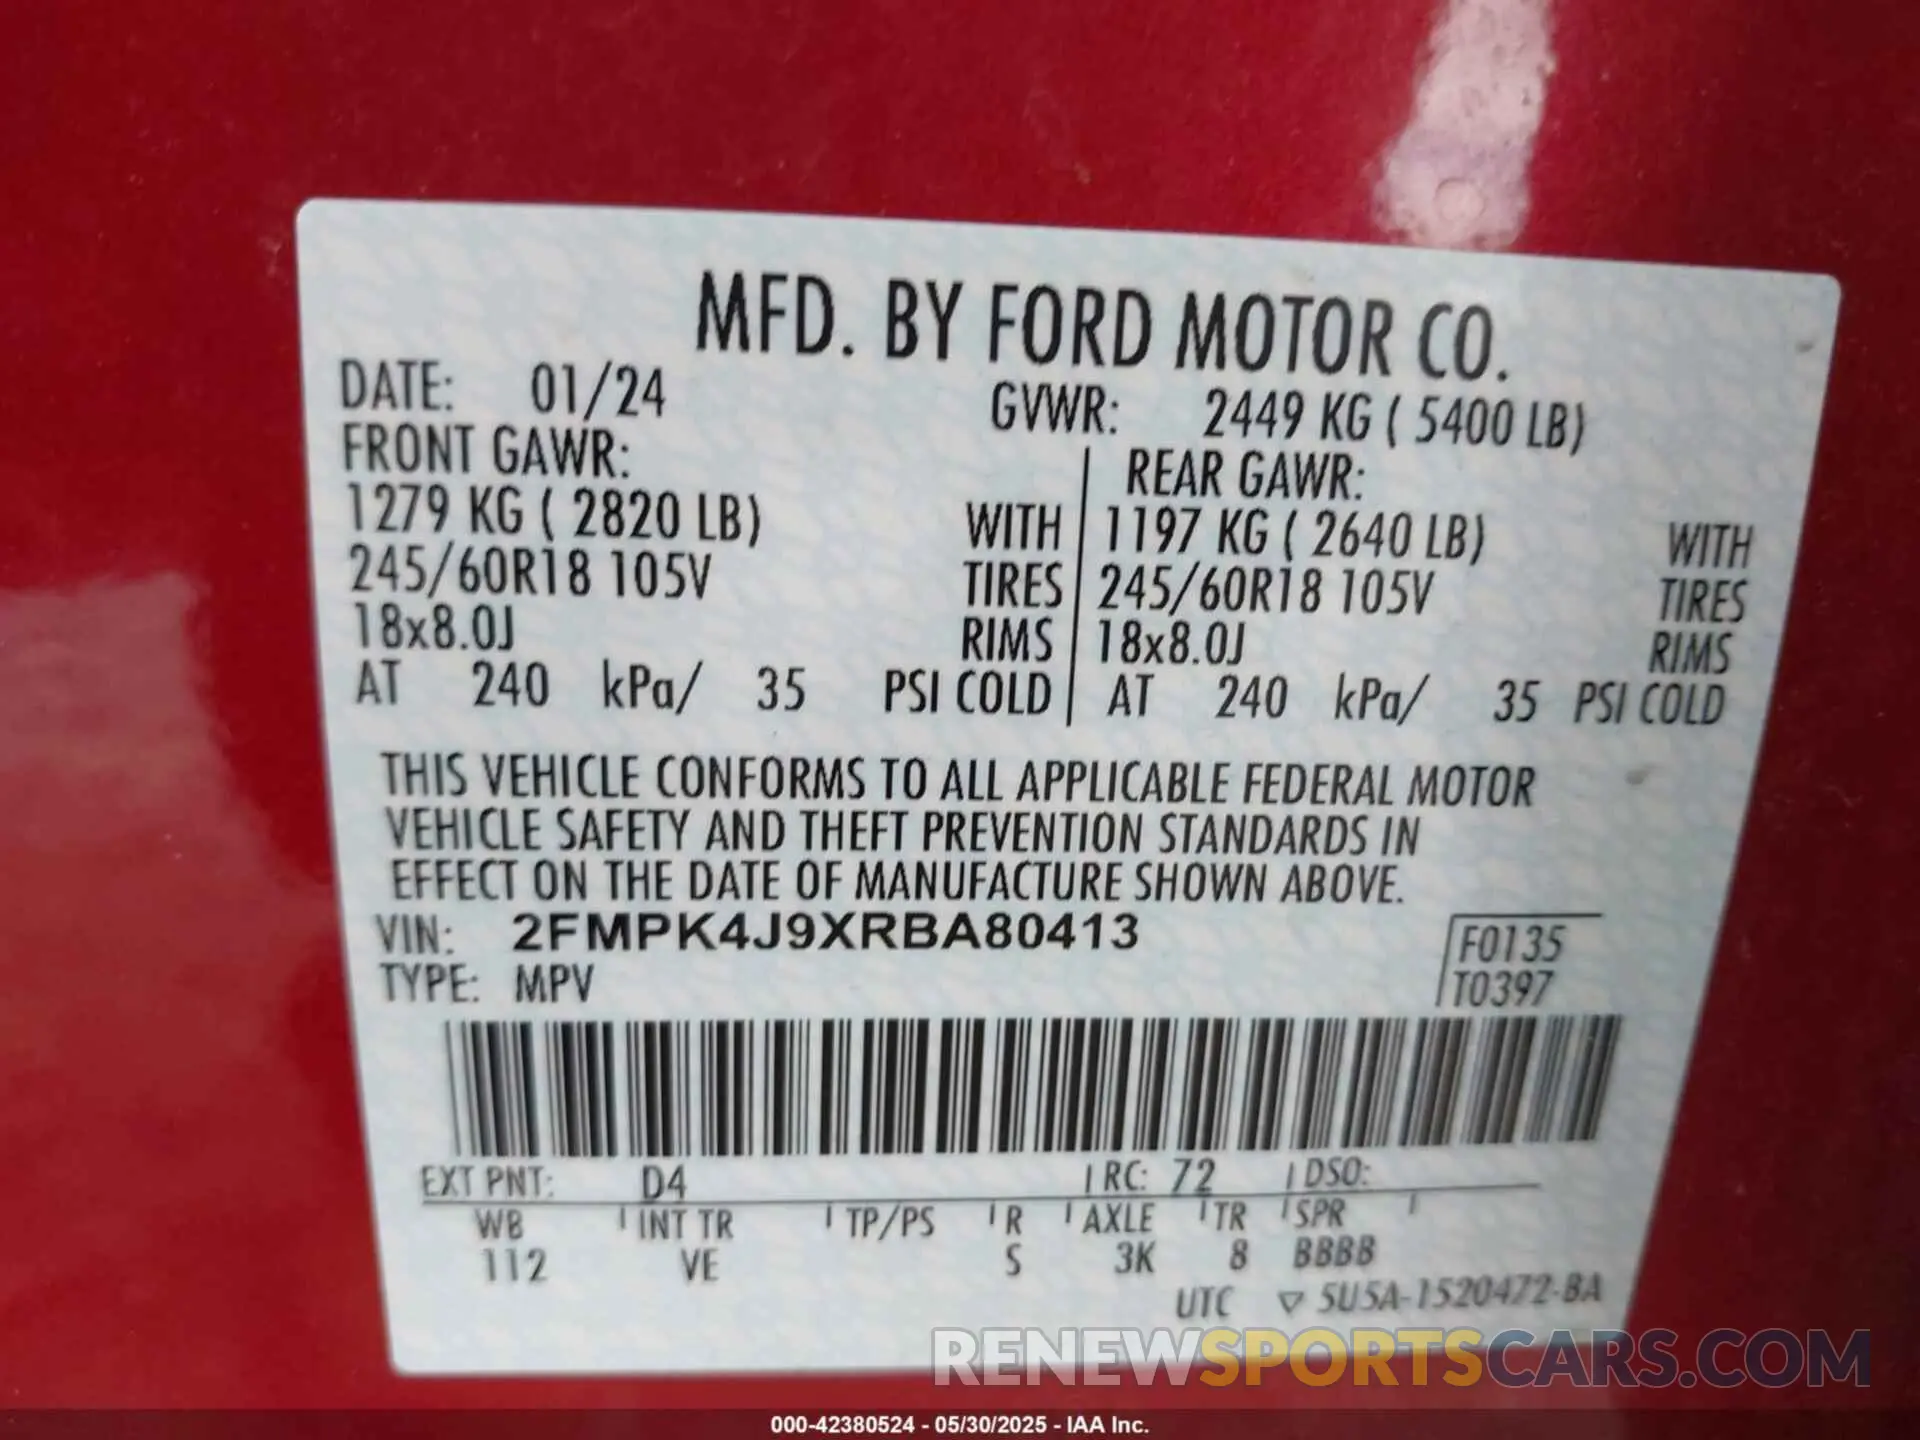 MFD. BY FORD MOTOR CO.
DATE: 01/24 GVWR: 2449 KG ( 5400 LB)
FRONT GAWR: REAR GAWR:
1279 KG ( 2820 LB) WITH 1197 KG ( 2640 LB) WITH
245/60R18 105V TIRES 245/60R18 105V TIRES
18x8.0J RIMS 18x8.0J RIMS
AT 240 kPa/ 35 PSI COLD AT 240 kPa/ 35 PSI COLD
THIS VEHICLE CONFORMS TO ALL APPLICABLE FEDERAL MOTOR
VEHICLE SAFETY AND THEFT PREVENTION STANDARDS IN
EFFECT ON THE DATE OF MANUFACTURE SHOWN ABOVE.
VIN: 2FMPK4J9XRBA80413 F0135
TYPE: MPV T0397
EXT PNT: D4 RC: 72 DSO:
WB INT TR TP/PS R AXLE TR SPR
112 VE S 3K 8 BBBB
UTC ▽ 5U5A-1520472-BA
RENEWSPORTSCARS.COM
000-42380524 - 05/30/2025 - IAA Inc.